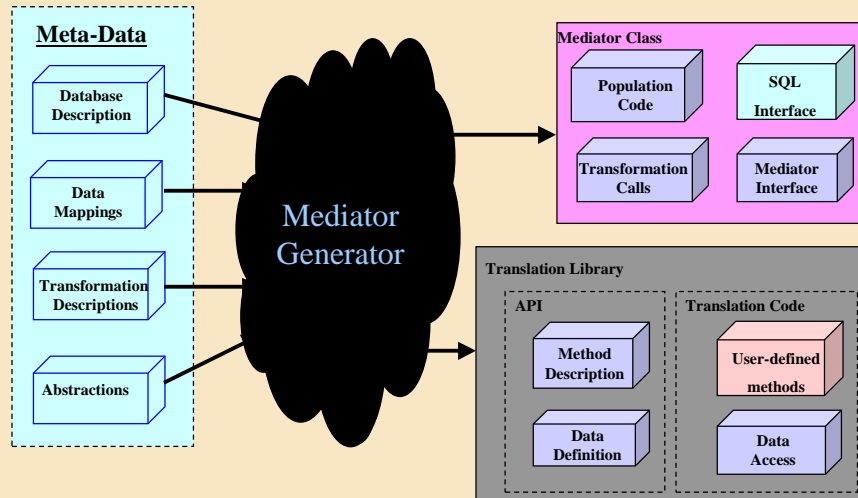 Meta-Data
Database
Description
Data
Mappings
Transformation
Descriptions
Abstractions
Mediator
Generator
Mediator Class
Population
Code
SQL
Interface
Transformation
Calls
Mediator
Interface
Translation Library
API
Method
Description
Data
Definition
Translation Code
User-defined
methods
Data
Access